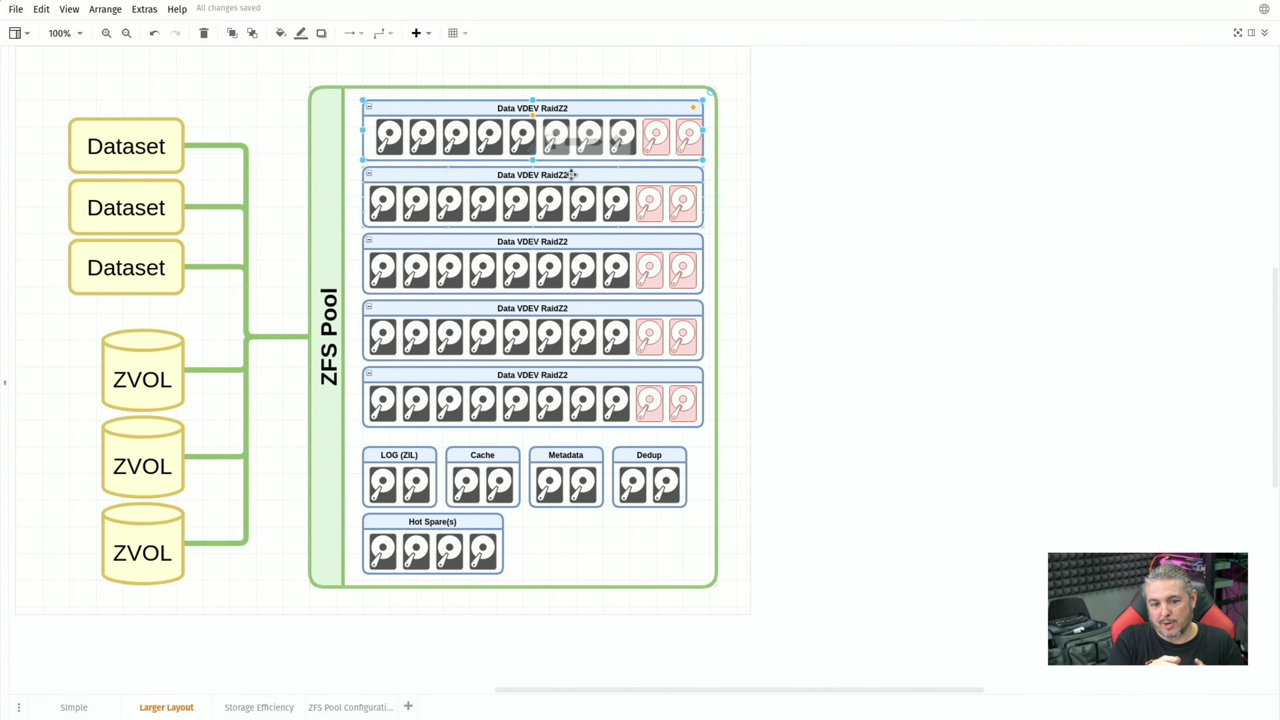 File Edit View Arrange Extras Help All changes saved
100%
Data VDEV RaidZ2
Dataset
Data VDEV RaidZ2
Dataset
Data VDEV RaidZ2
Dataset
ZFS Pool
Data VDEV RaidZ2
ZVOL
Data VDEV RaidZ2
LOG (ZIL) Cache Metadata Dedup
ZVOL
Hot Spare(s)
ZVOL
Simple Larger Layout Storage Efficiency ZFS Pool Configurati...